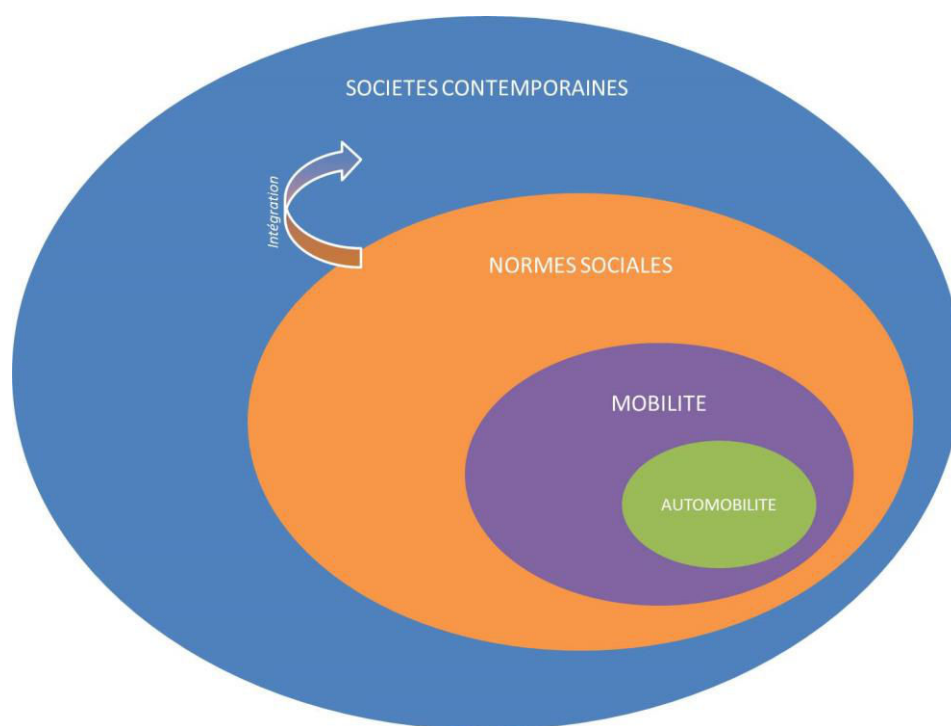 SOCIETES CONTEMPORAINES
Intégration
NORMES SOCIALES
MOBILITE
AUTOMOBILITE